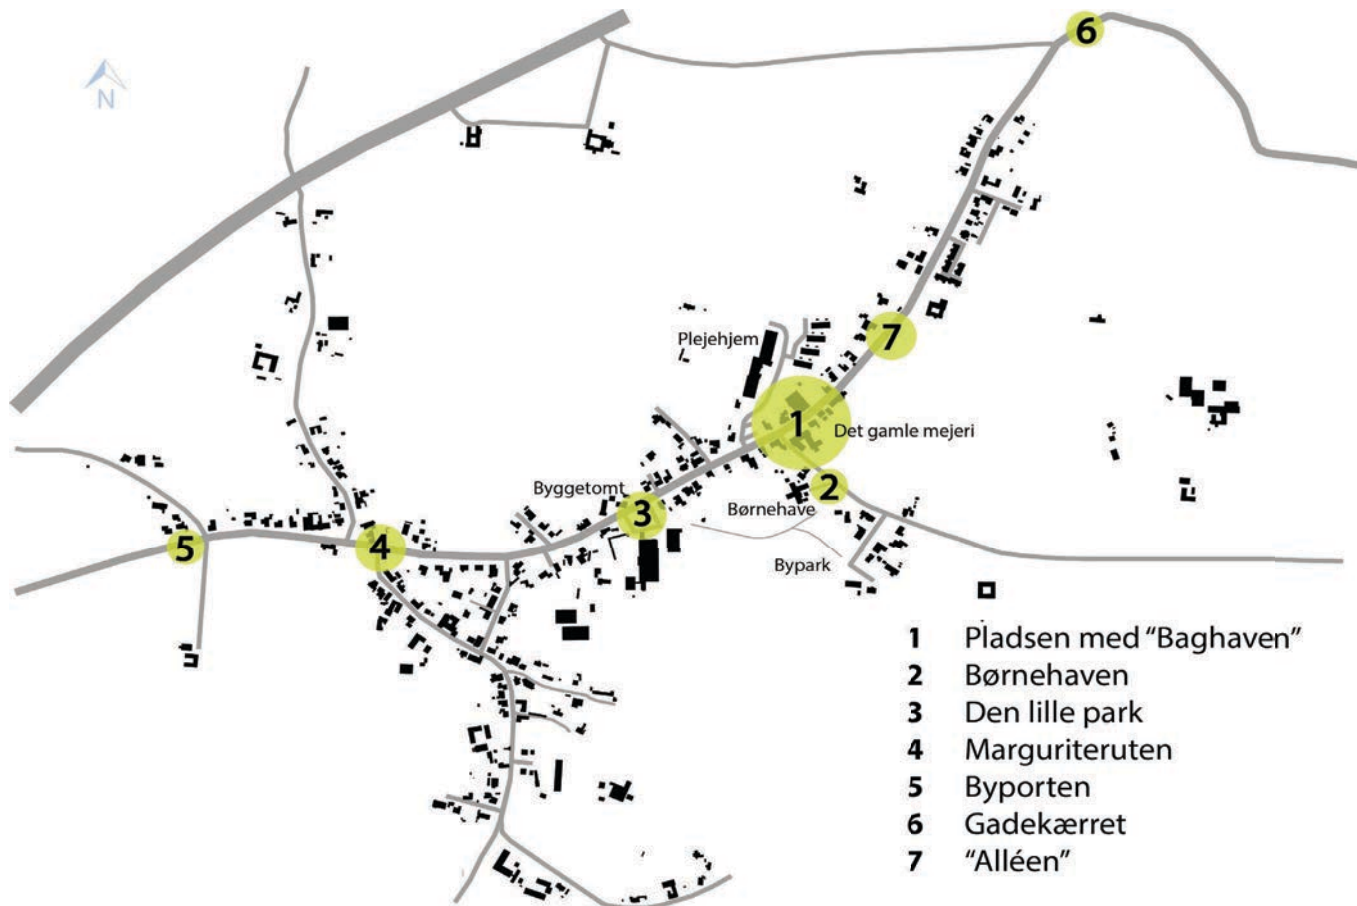 6
N
7
Plejehjem
1
Det gamle mejeri
Byggetomt
2
3
Børnehave
5
4
Bypark
1 Pladsen med “Baghaven”
2 Børnehaven
3 Den lille park
4 Marguriteruten
5 Byporten
6 Gadekærret
7 “Alléen”